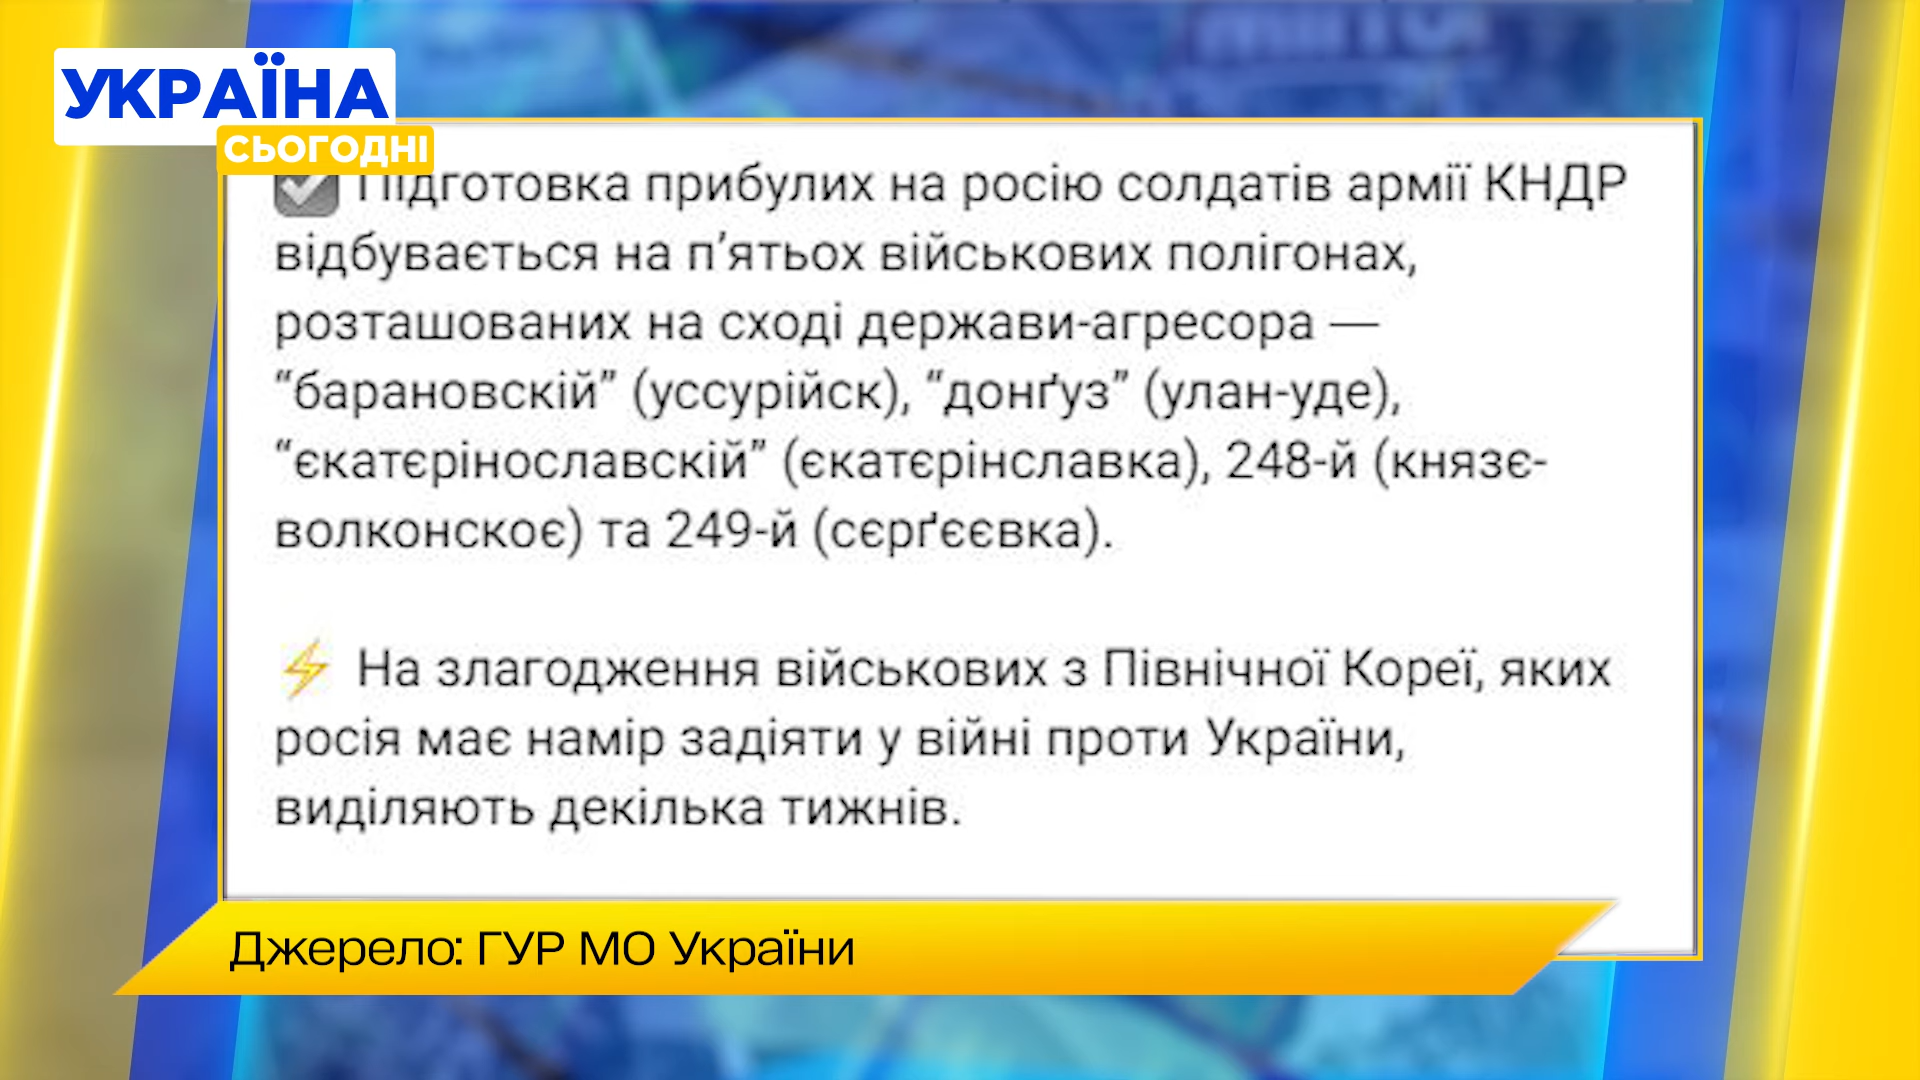 УКРАЇНА
СЬОГОДНІ
Підготовка прибулих на росію солдатів армії КНДР
відбувається на п’ятьох військових полігонах,
розташованих на сході держави-агресора —
“барановскій” (уссурійск), “донґуз” (улан-уде),
“єкатєрінославскій” (єкатєрінславка), 248-й (князє-
волконскоє) та 249-й (сєрґєєвка).
⚡ На злагодження військових з Північної Кореї, яких
росія має намір задіяти у війні проти України,
виділяють декілька тижнів.
Джерело: ГУР МО України